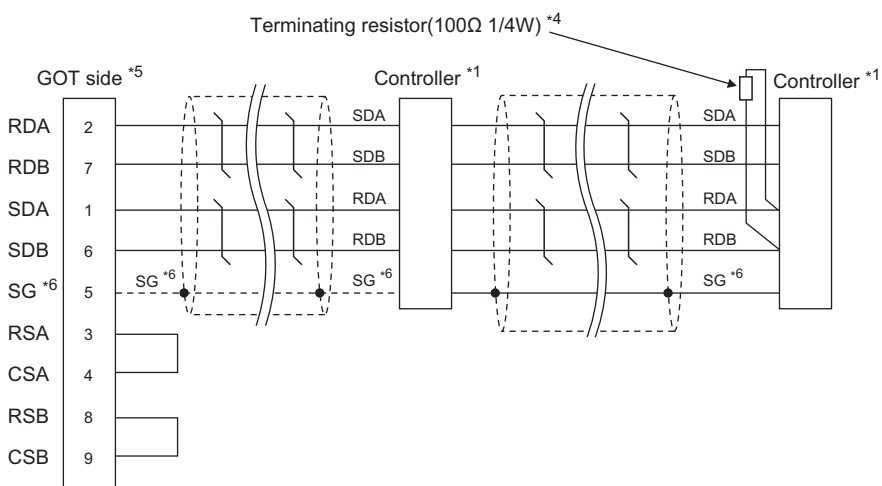 Terminating resistor(100Ω 1/4W) *4
GOT side *5
Controller *1
Controller *1
RDA 2 SDA SDA
RDB 7 SDB SDB
SDA 1 RDA RDA
SDB 6 RDB RDB
SG *6 5 SG *6 SG *6 SG *6
RSA 3
CSA 4
RSB 8
CSB 9